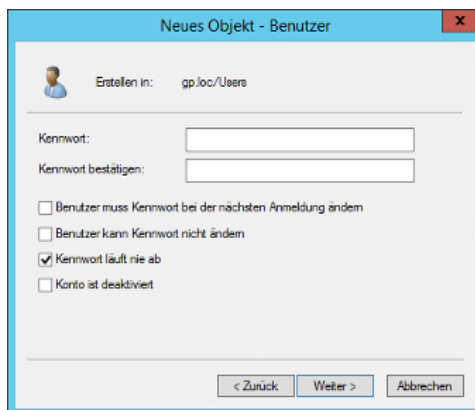 Neues Objekt - Benutzer
x
Erstellen in: gp.loc/Users
Kennwort:
Kennwort bestätigen:
Benutzer muss Kennwort bei der nächsten Anmeldung ändern
Benutzer kann Kennwort nicht ändern
Kennwort läuft nie ab
Konto ist deaktiviert
< Zurück Weiter > Abbrechen